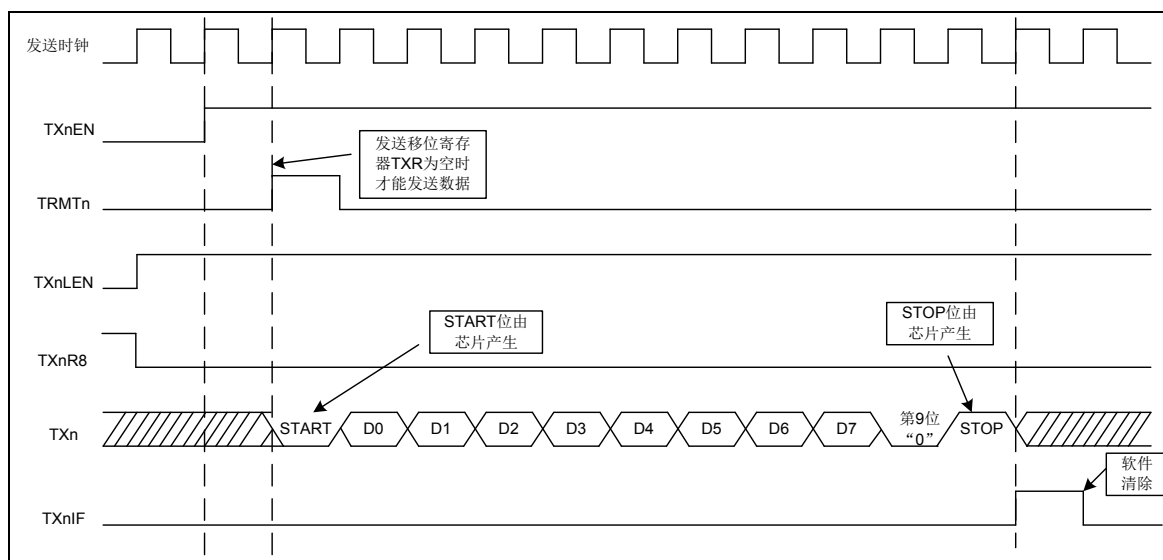 发送时钟
TXnEN
发送移位寄存
器TXR为空时
才能发送数据
TRMTn
TXnLEN
START位由
芯片产生
STOP位由
芯片产生
TXnR8
TXn
START
D0
D1
D2
D3
D4
D5
D6
D7
第9位
“0”
STOP
软件
清除
TXnIF